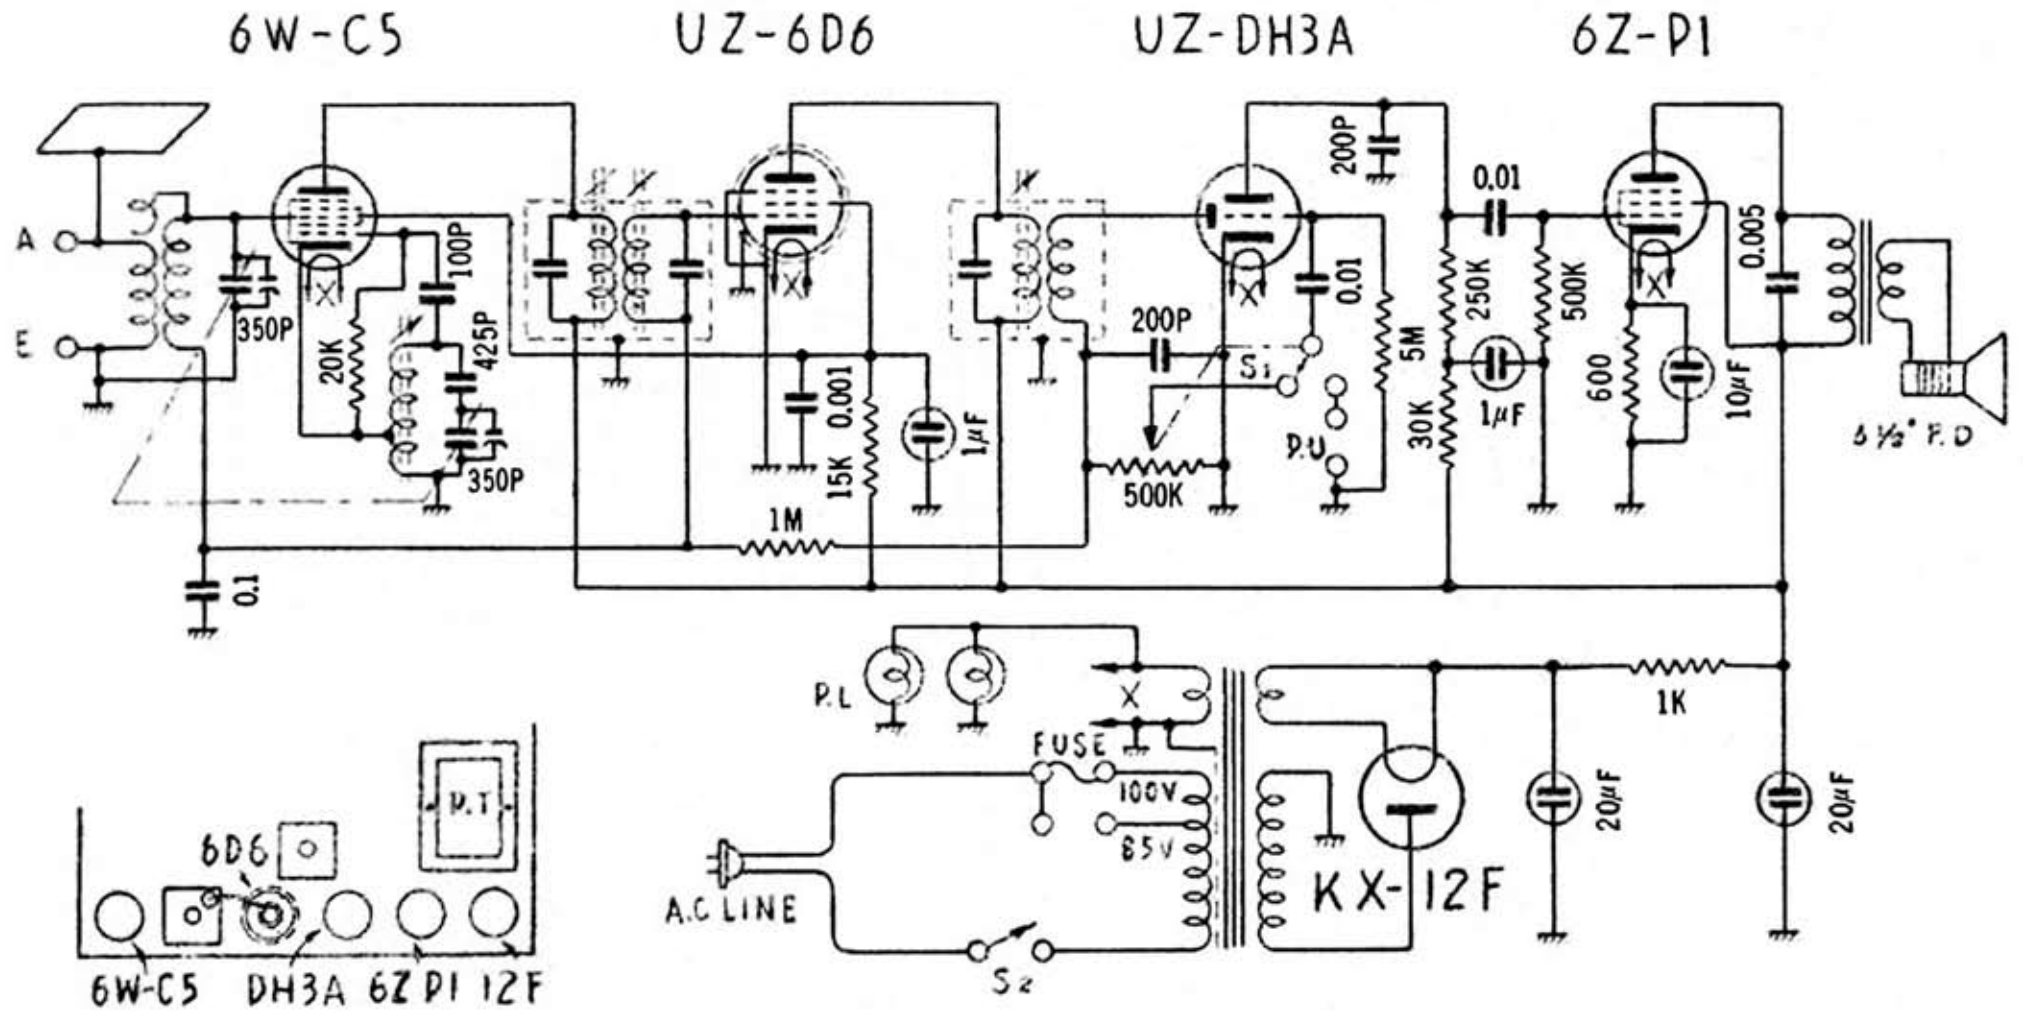 6W-C5
UZ-6D6
UZ-DH3A
6Z-P1
A
E
350P
X
20K
100P
425P
350P
0.1
X
0.001
15K
1μF
1M
200P
500K
X
0.01
S1
P.U
5M
200P
250K
30K
0.01
1μF
500K
X
600
10μF
0.005
6 1/2" P.D
P.L
X
FUSE
100V
85V
A.C LINE
S2
KX-12F
1K
20μF
20μF
P.T
6D6
6W-C5
DH3A
6Z P1
12F